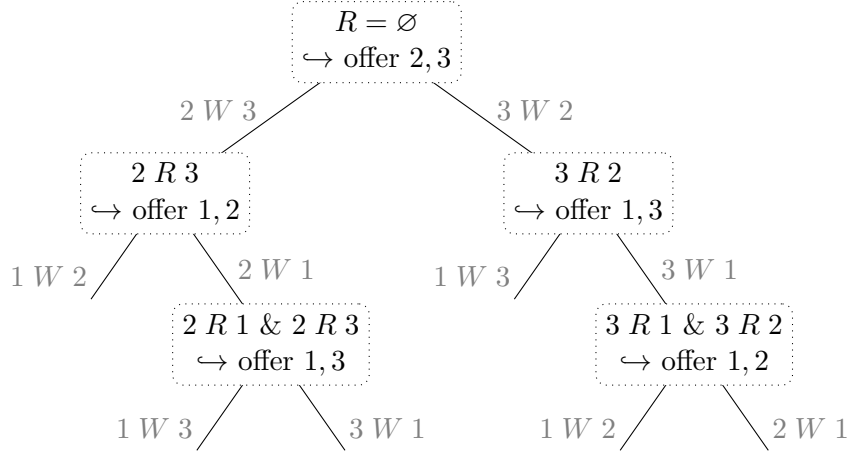 R = ∅
↪ offer 2, 3
2 W 3
3 W 2
2 R 3
↪ offer 1, 2
3 R 2
↪ offer 1, 3
1 W 2
2 W 1
1 W 3
3 W 1
2 R 1 & 2 R 3
↪ offer 1, 3
3 R 1 & 3 R 2
↪ offer 1, 2
1 W 3
3 W 1
1 W 2
2 W 1